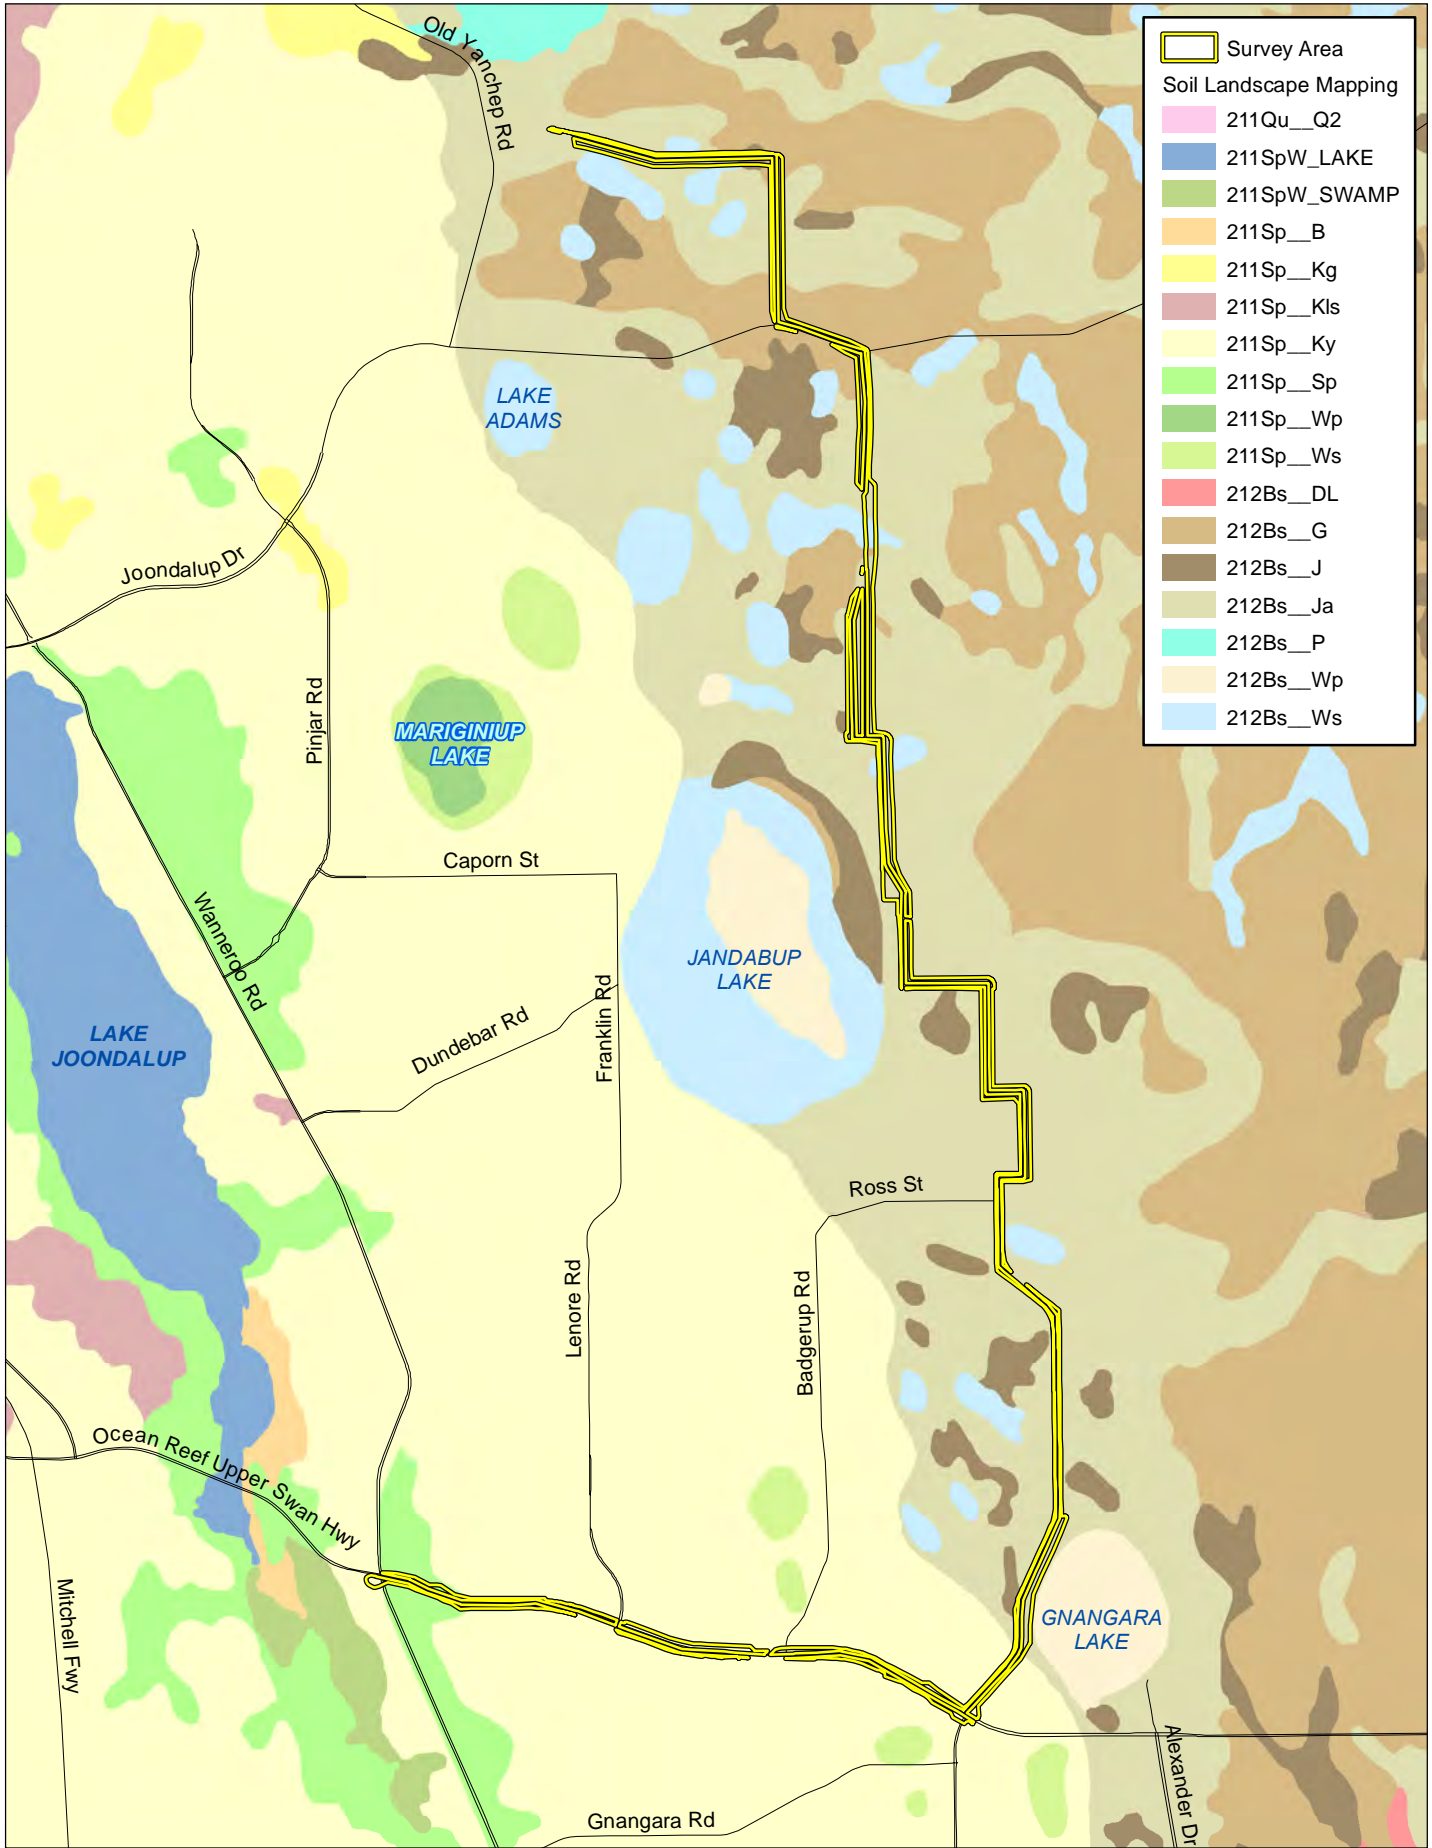 Survey Area
Soil Landscape Mapping
211Qu__Q2
211SpW_LAKE
211SpW_SWAMP
211Sp__B
211Sp__Kg
211Sp__Kls
211Sp__Ky
211Sp__Sp
211Sp__Wp
211Sp__Ws
212Bs__DL
212Bs__G
212Bs__J
212Bs__Ja
212Bs__P
212Bs__Wp
212Bs__Ws
Old Yanchep Rd
LAKE
ADAMS
Joondalup Dr
Pinjar Rd
MARIGINIUP
LAKE
Caporn St
Wanneroo Rd
JANDABUP
LAKE
Franklin Rd
Dundebar Rd
LAKE
JOONDALUP
Ross St
Lenore Rd
Badgerup Rd
Ocean Reef Upper Swan Hwy
Mitchell Fwy
GNANGARA
LAKE
Alexander Dr
Gnangara Rd